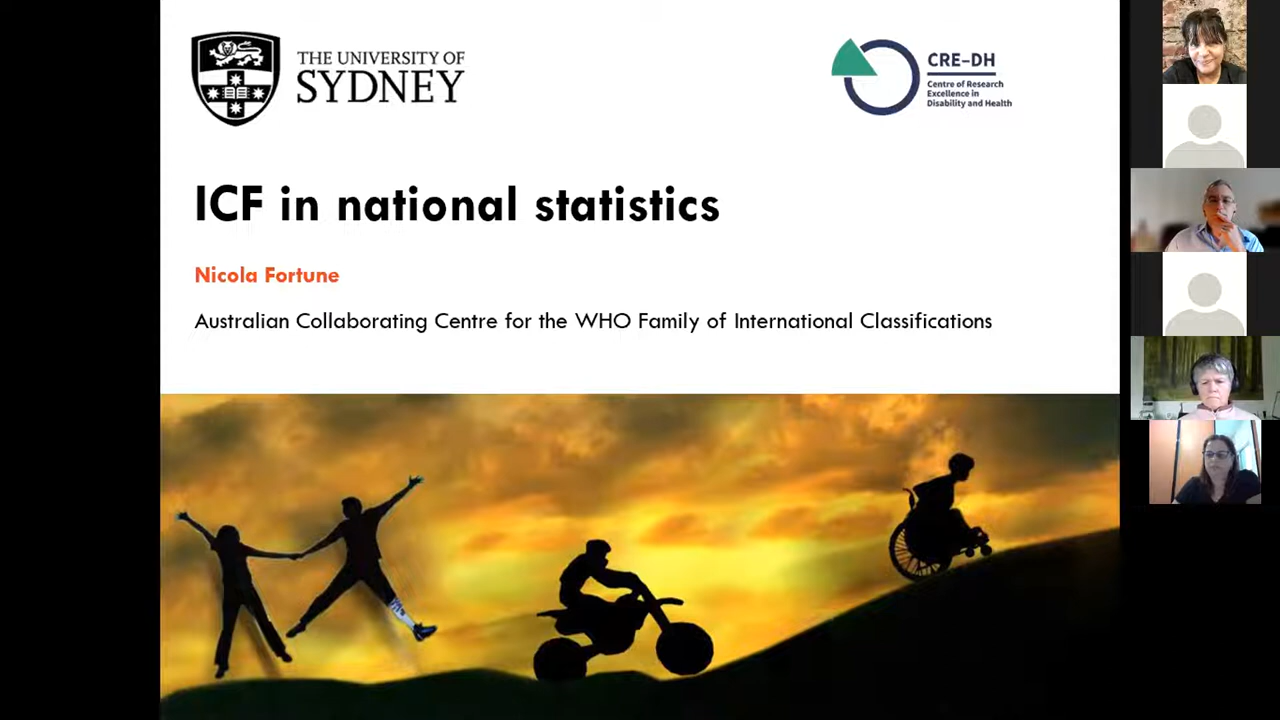 THE UNIVERSITY OF
SYDNEY
CRE–DH
Centre of Research
Excellence in
Disability and Health
ICF in national statistics
Nicola Fortune
Australian Collaborating Centre for the WHO Family of International Classifications